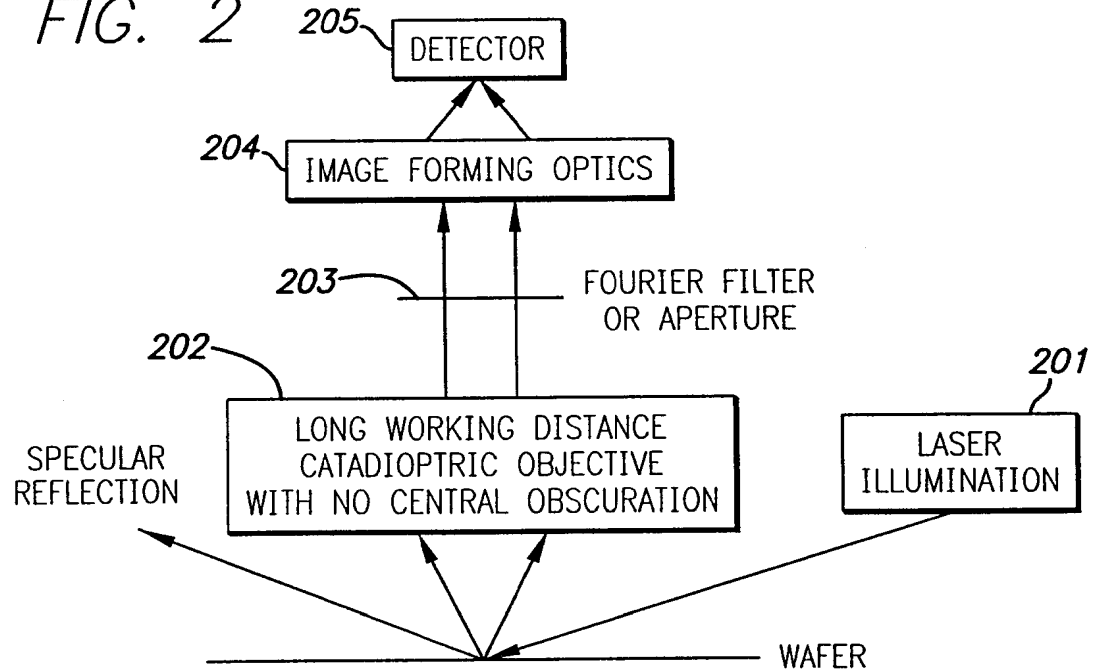 FIG. 2
205
DETECTOR
204
IMAGE FORMING OPTICS
203
FOURIER FILTER
OR APERTURE
202
201
LONG WORKING DISTANCE
CATADIOPTRIC OBJECTIVE
WITH NO CENTRAL OBSCURATION
LASER
ILLUMINATION
SPECULAR
REFLECTION
WAFER